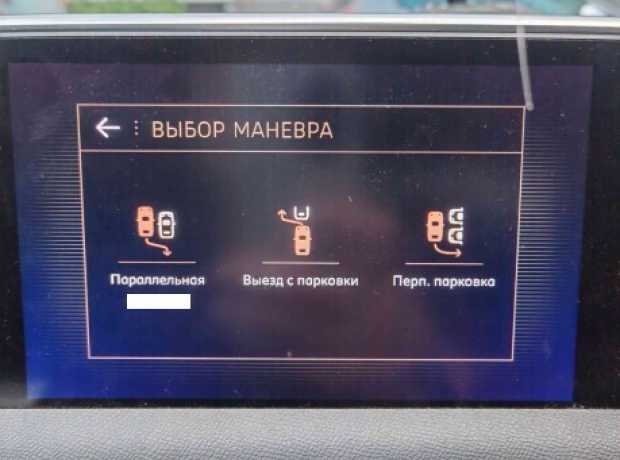 ВЫБОР МАНЕВРА
Параллельная
Выезд с парковки
Перп. парковка